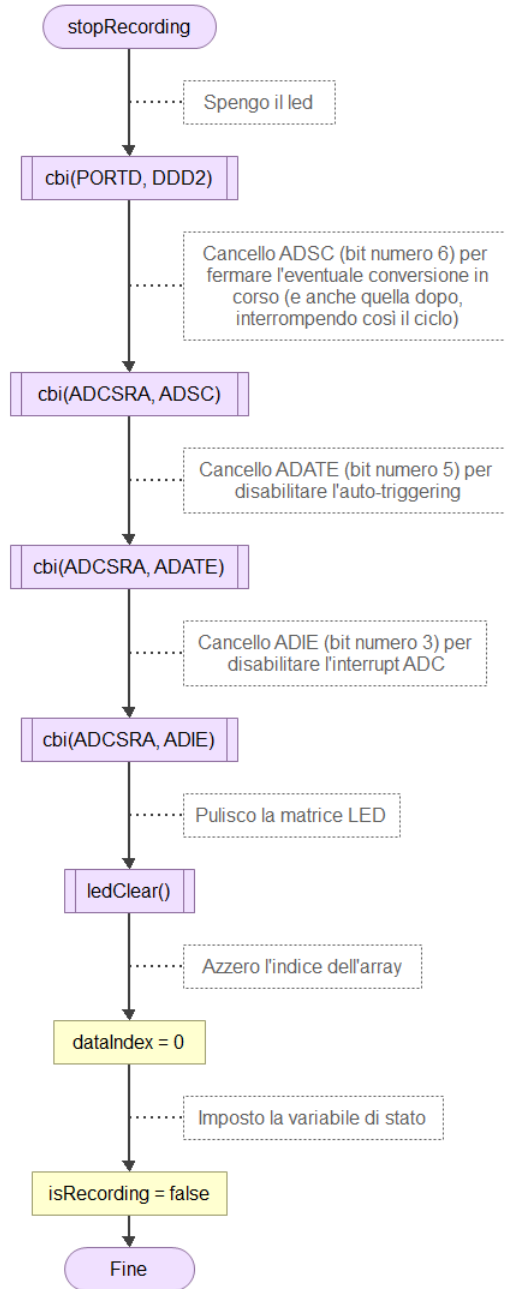 stopRecording
Spengo il led
cbi(PORTD, DDD2)
Cancello ADSC (bit numero 6) per
fermare l'eventuale conversione in
corso (e anche quella dopo,
interrompendo così il ciclo)
cbi(ADCSRA, ADSC)
Cancello ADATE (bit numero 5) per
disabilitare l'auto-triggering
cbi(ADCSRA, ADATE)
Cancello ADIE (bit numero 3) per
disabilitare l'interrupt ADC
cbi(ADCSRA, ADIE)
Pulisco la matrice LED
ledClear()
Azzero l'indice dell'array
dataIndex = 0
Imposto la variabile di stato
isRecording = false
Fine